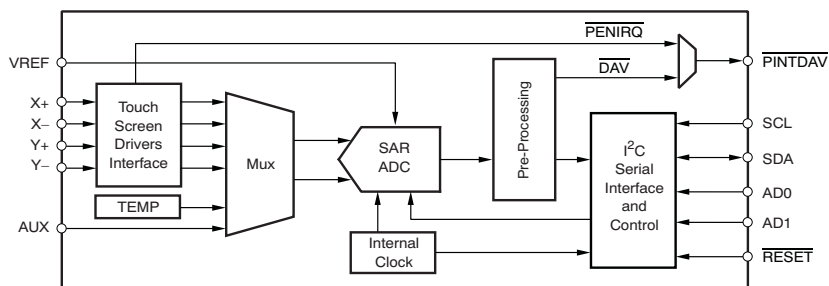 PENIRQ
VREF
PINTDAV
DAV
X+
X–
Y+
Y–
Touch
Screen
Drivers
Interface
Mux
SAR
ADC
Pre-Processing
I²C
Serial
Interface
and
Control
SCL
SDA
AD0
AD1
RESET
TEMP
AUX
Internal
Clock